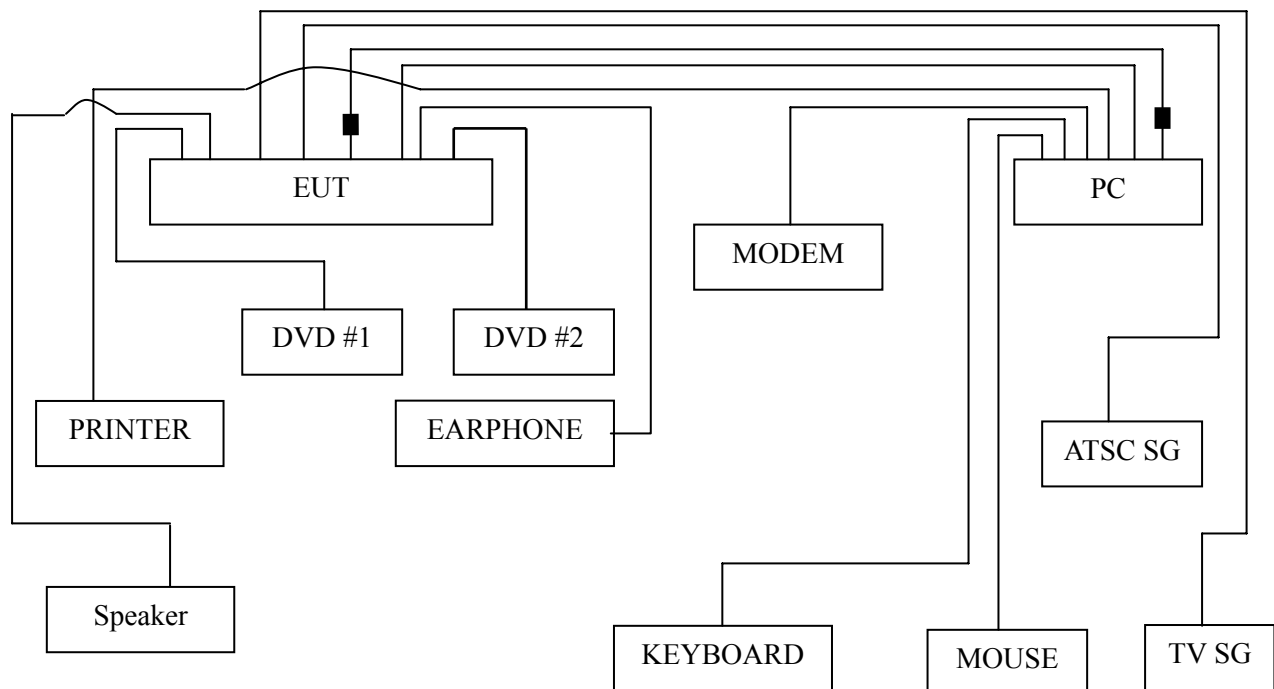 EUT
PC
MODEM
DVD #1
DVD #2
PRINTER
EARPHONE
ATSC SG
Speaker
KEYBOARD
MOUSE
TV SG